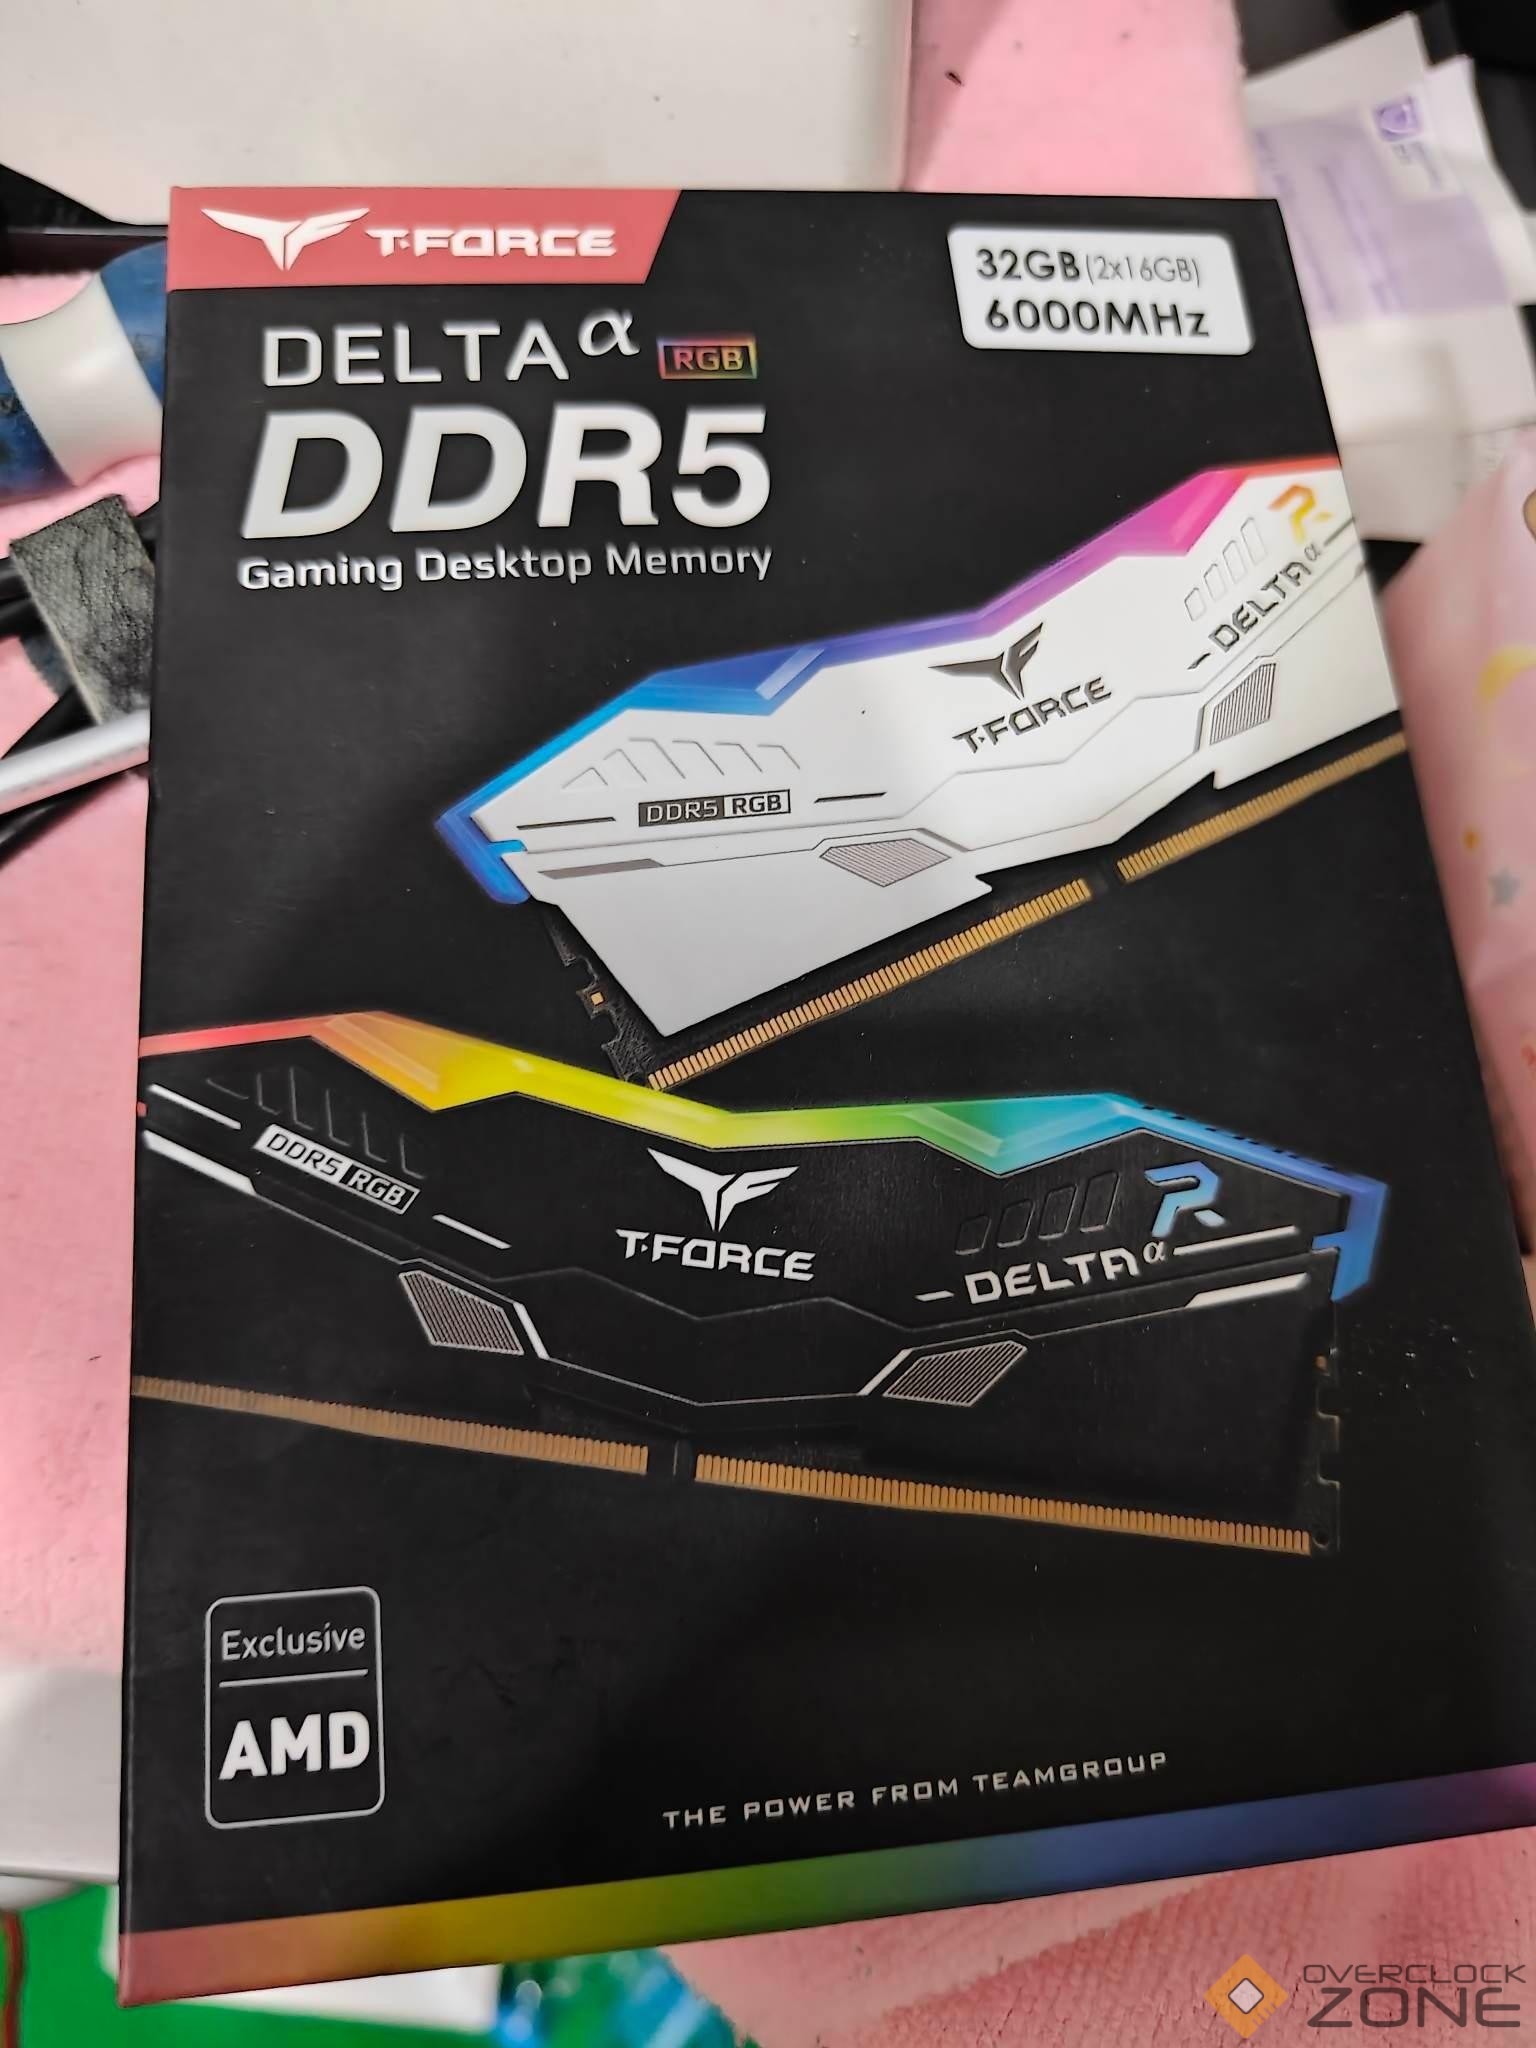 T-FORCE
32GB(2x16GB)
6000MHz
DELTA α RGB
DDR5
Gaming Desktop Memory
DELTA α
T-FORCE
DDR5 RGB
DDR5 RGB
T-FORCE
DELTA α
Exclusive
AMD
THE POWER FROM TEAMGROUP
OVERCLOCK
ZONE